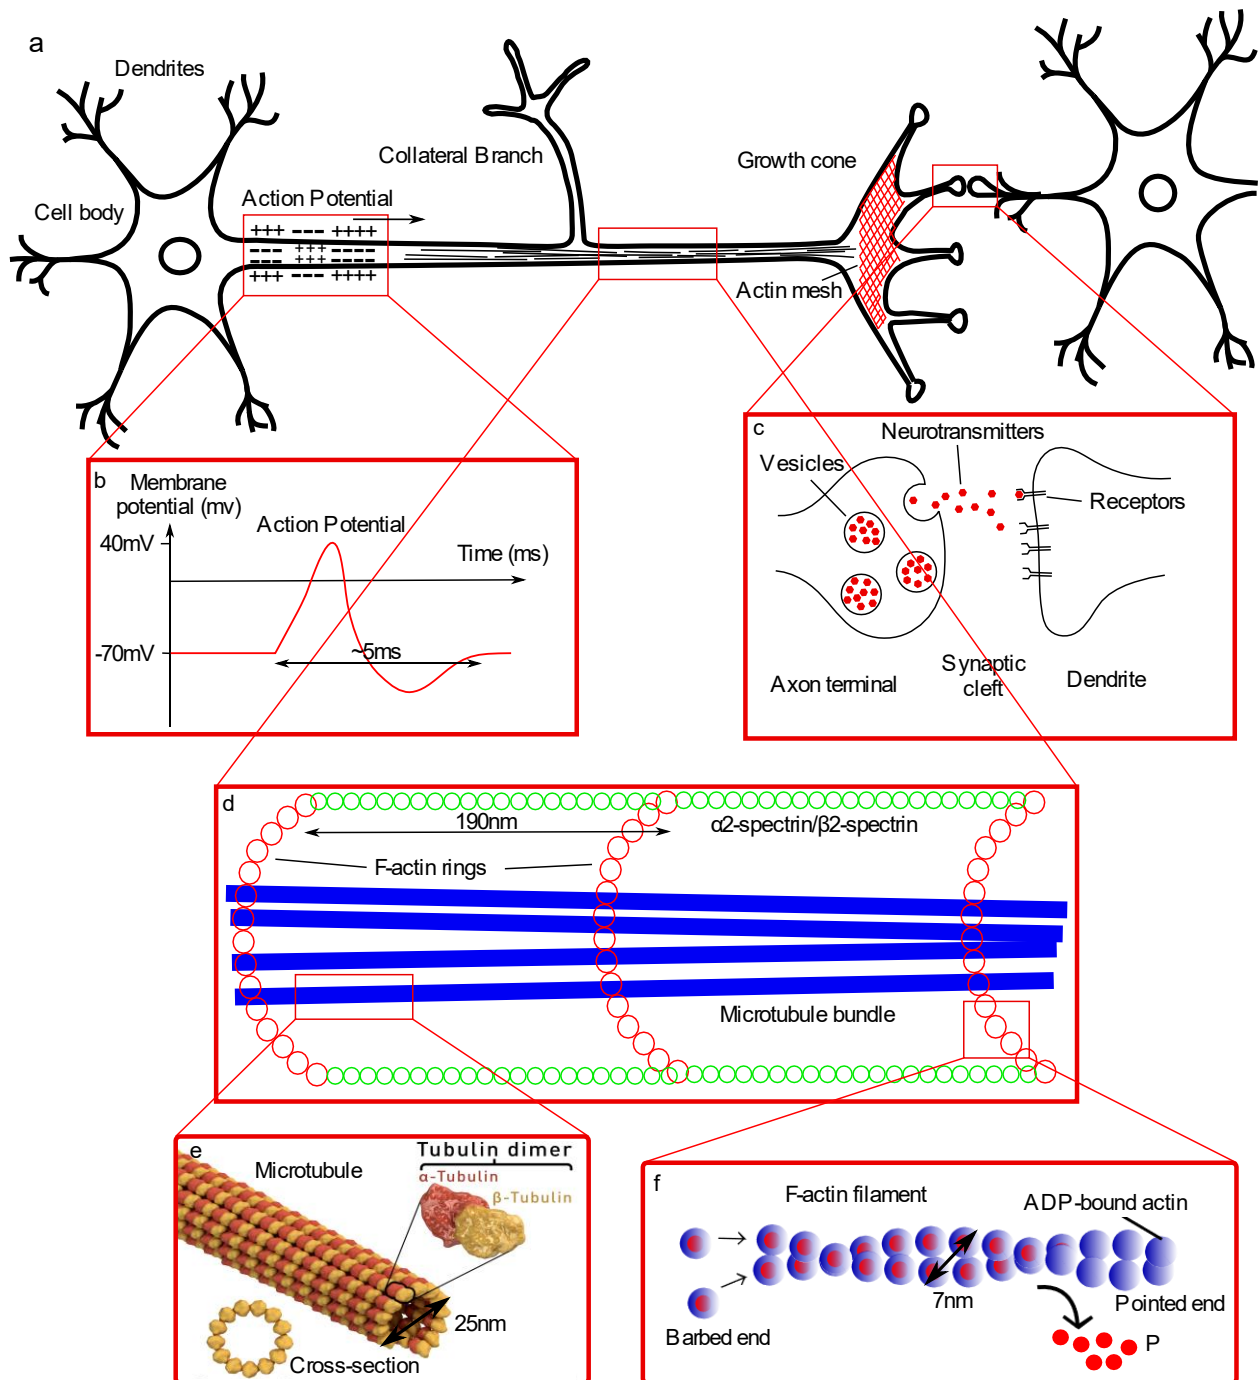 a
Dendrites
Collateral Branch
Growth cone
Cell body
Action Potential
+++ --- ++++
--- +++ ----
--- +++ ----
+++ --- ++++
Actin mesh
b
Membrane
potential (mv)
Action Potential
40mV
Time (ms)
-70mV
~5ms
c
Neurotransmitters
Vesicles
Receptors
Axon terminal
Synaptic
cleft
Dendrite
d
190nm
α2-spectrin/β2-spectrin
F-actin rings
Microtubule bundle
e
Microtubule
Tubulin dimer
α-Tubulin
β-Tubulin
25nm
Cross-section
f
F-actin filament
ADP-bound actin
7nm
Barbed end
Pointed end
P